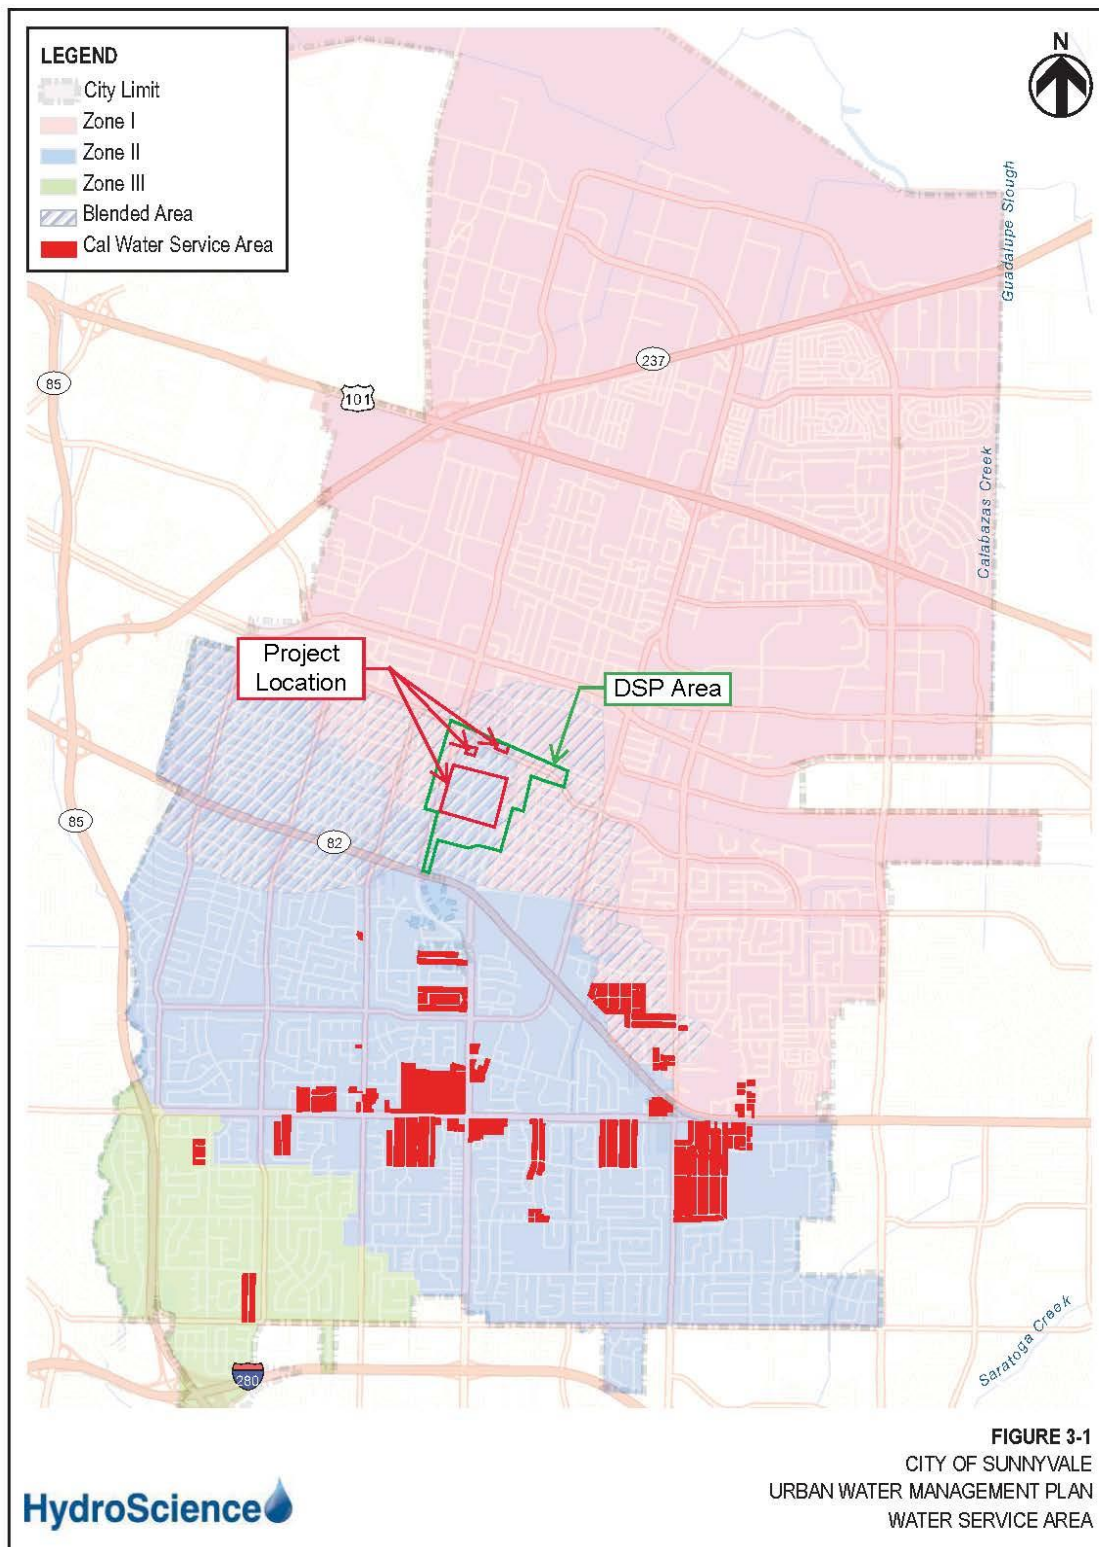 LEGEND
City Limit
Zone I
Zone II
Zone III
Blended Area
Cal Water Service Area
N
Guadalupe Slough
237
85
101
Calabazas Creek
Project
Location
DSP Area
85
82
Saratoga Creek
280
FIGURE 3-1
CITY OF SUNNYVALE
URBAN WATER MANAGEMENT PLAN
WATER SERVICE AREA
HydroScience